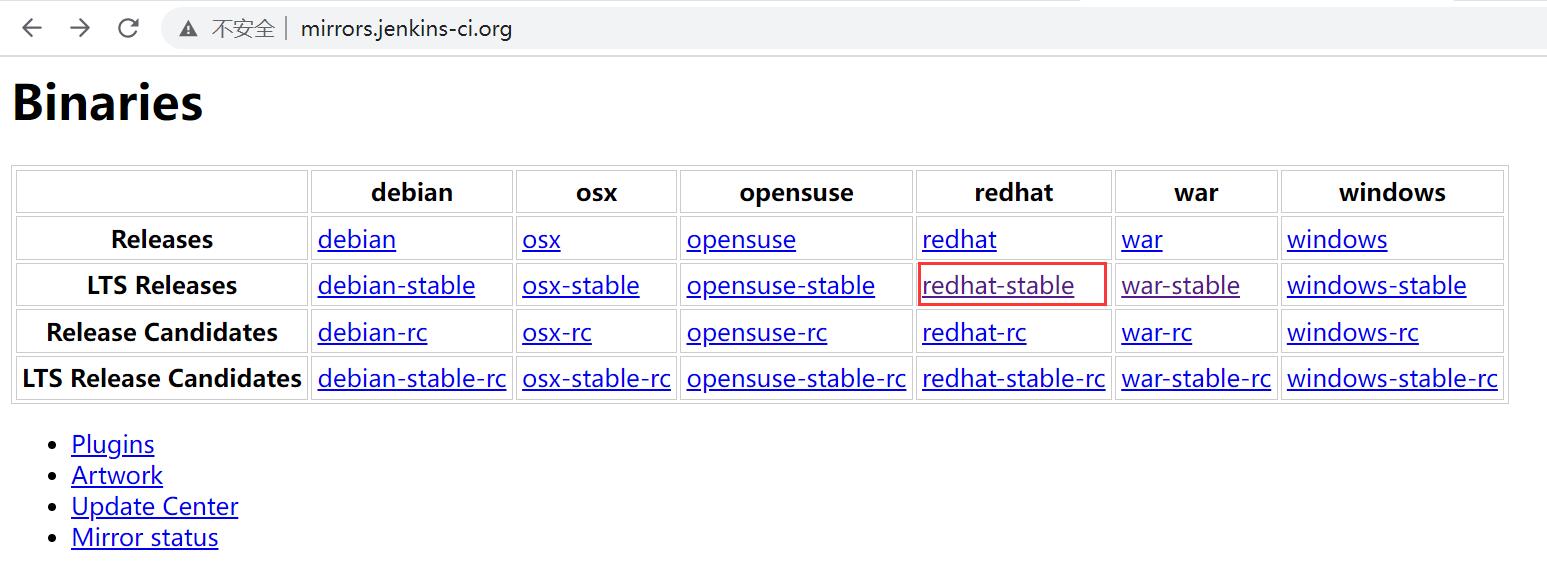 不安全 mirrors.jenkins-ci.org
Binaries
debian osx opensuse redhat war windows
Releases debian osx opensuse redhat war windows
LTS Releases debian-stable osx-stable opensuse-stable redhat-stable war-stable windows-stable
Release Candidates debian-rc osx-rc opensuse-rc redhat-rc war-rc windows-rc
LTS Release Candidates debian-stable-rc osx-stable-rc opensuse-stable-rc redhat-stable-rc war-stable-rc windows-stable-rc
Plugins
Artwork
Update Center
Mirror status